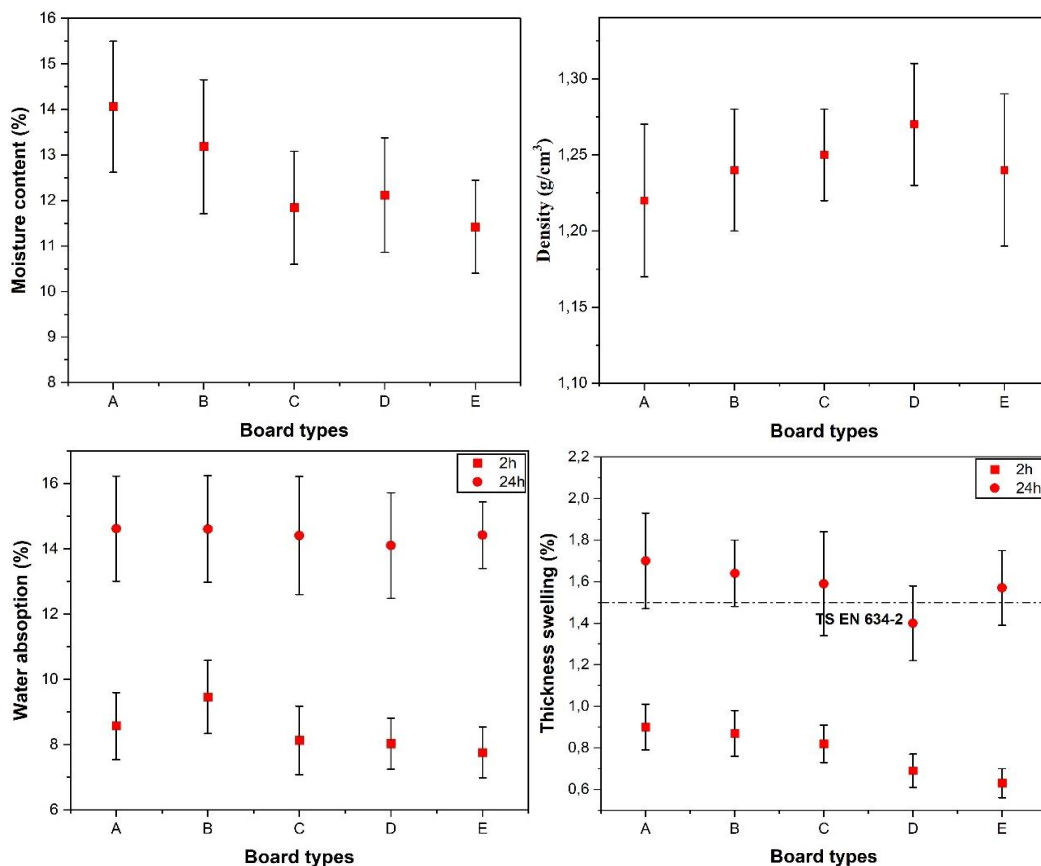 Moisture content (%)
16
15
14
13
12
11
10
9
8
A B C D E
Board types
Density (g/cm³)
1,30
1,25
1,20
1,15
1,10
A B C D E
Board types
Water absoption (%)
16
14
12
10
8
6
2h
24h
A B C D E
Board types
Thickness swelling (%)
2,2
2,0
1,8
1,6
1,4
1,2
1,0
0,8
0,6
2h
24h
TS EN 634-2
A B C D E
Board types